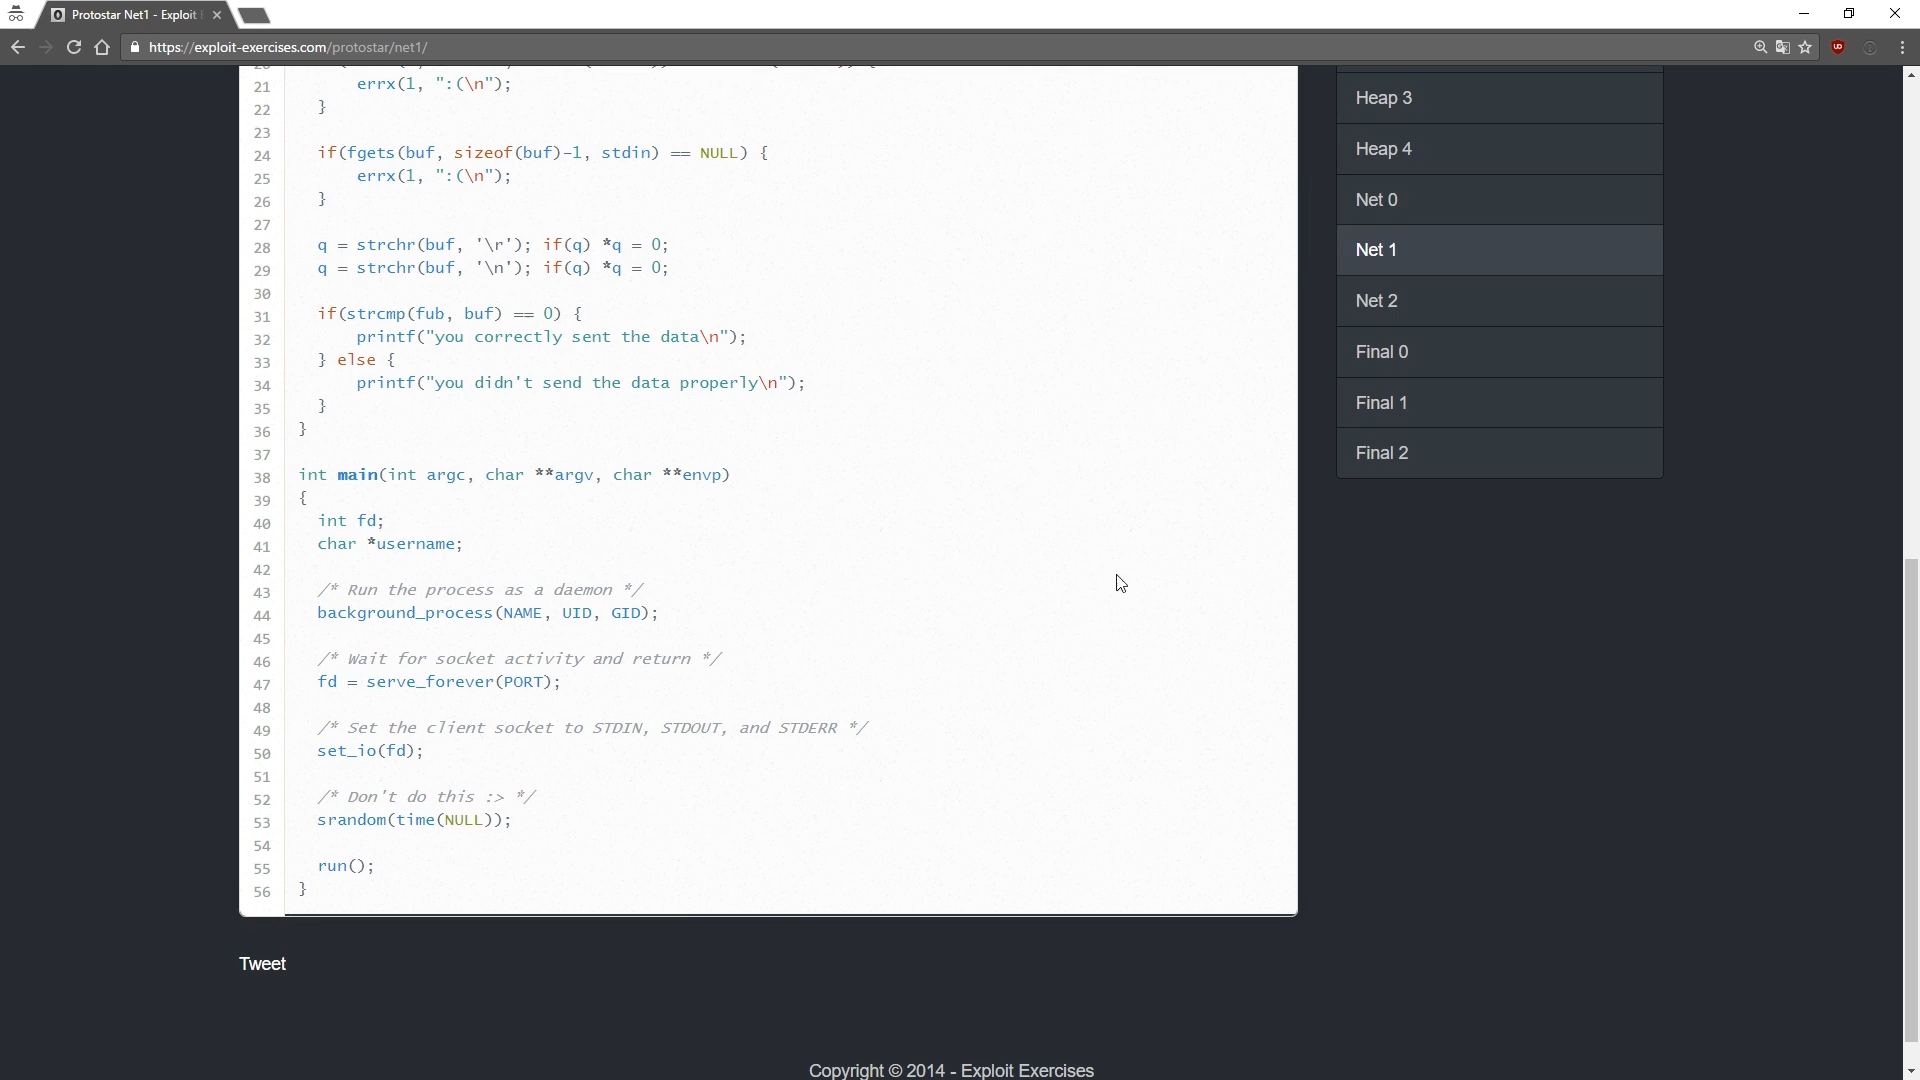 Protostar Net1 - Exploit
https://exploit-exercises.com/protostar/net1/
21 errx(1, ":(\n");
22 }
23
24 if(fgets(buf, sizeof(buf)-1, stdin) == NULL) {
25 errx(1, ":(\n");
26 }
27
28 q = strchr(buf, '\r'); if(q) *q = 0;
29 q = strchr(buf, '\n'); if(q) *q = 0;
30
31 if(strcmp(fub, buf) == 0) {
32 printf("you correctly sent the data\n");
33 } else {
34 printf("you didn't send the data properly\n");
35 }
36 }
37
38 int main(int argc, char **argv, char **envp)
39 {
40 int fd;
41 char *username;
42
43 /* Run the process as a daemon */
44 background_process(NAME, UID, GID);
45
46 /* Wait for socket activity and return */
47 fd = serve_forever(PORT);
48
49 /* Set the client socket to STDIN, STDOUT, and STDERR */
50 set_io(fd);
51
52 /* Don't do this :> */
53 srandom(time(NULL));
54
55 run();
56 }
Heap 3
Heap 4
Net 0
Net 1
Net 2
Final 0
Final 1
Final 2
Tweet
Copyright © 2014 - Exploit Exercises